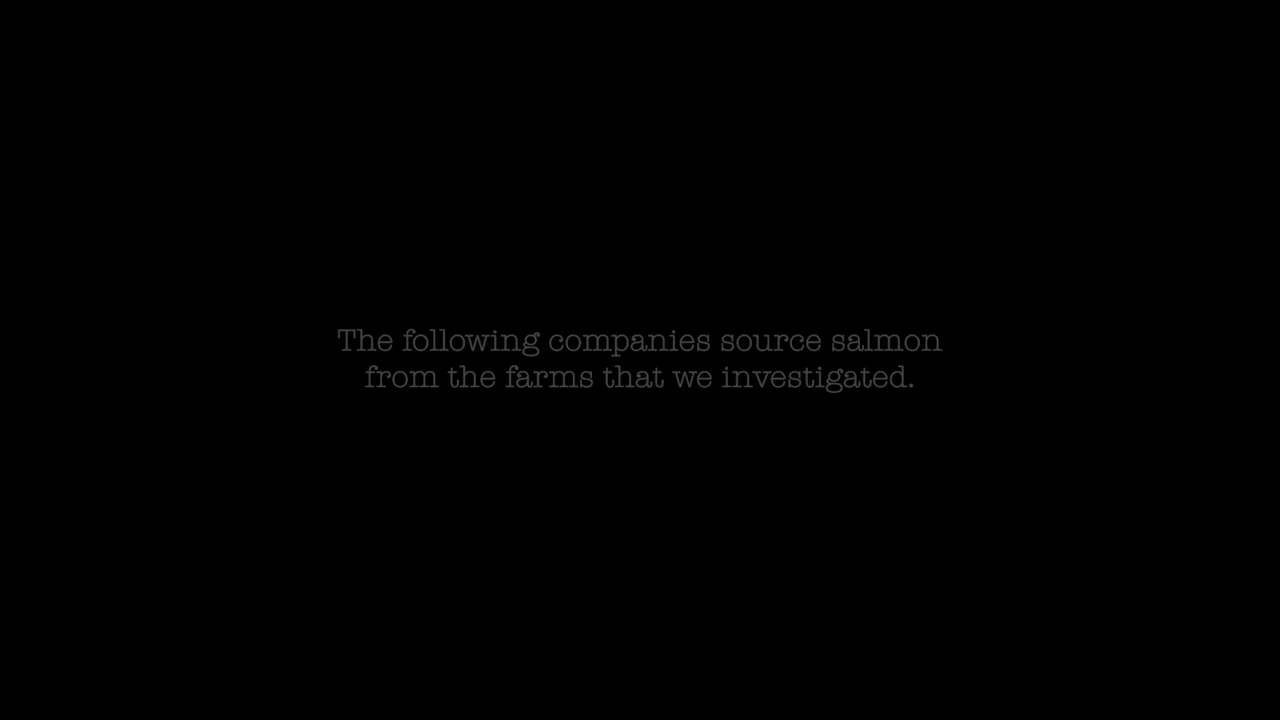 The following companies source salmon
from the farms that we investigated.